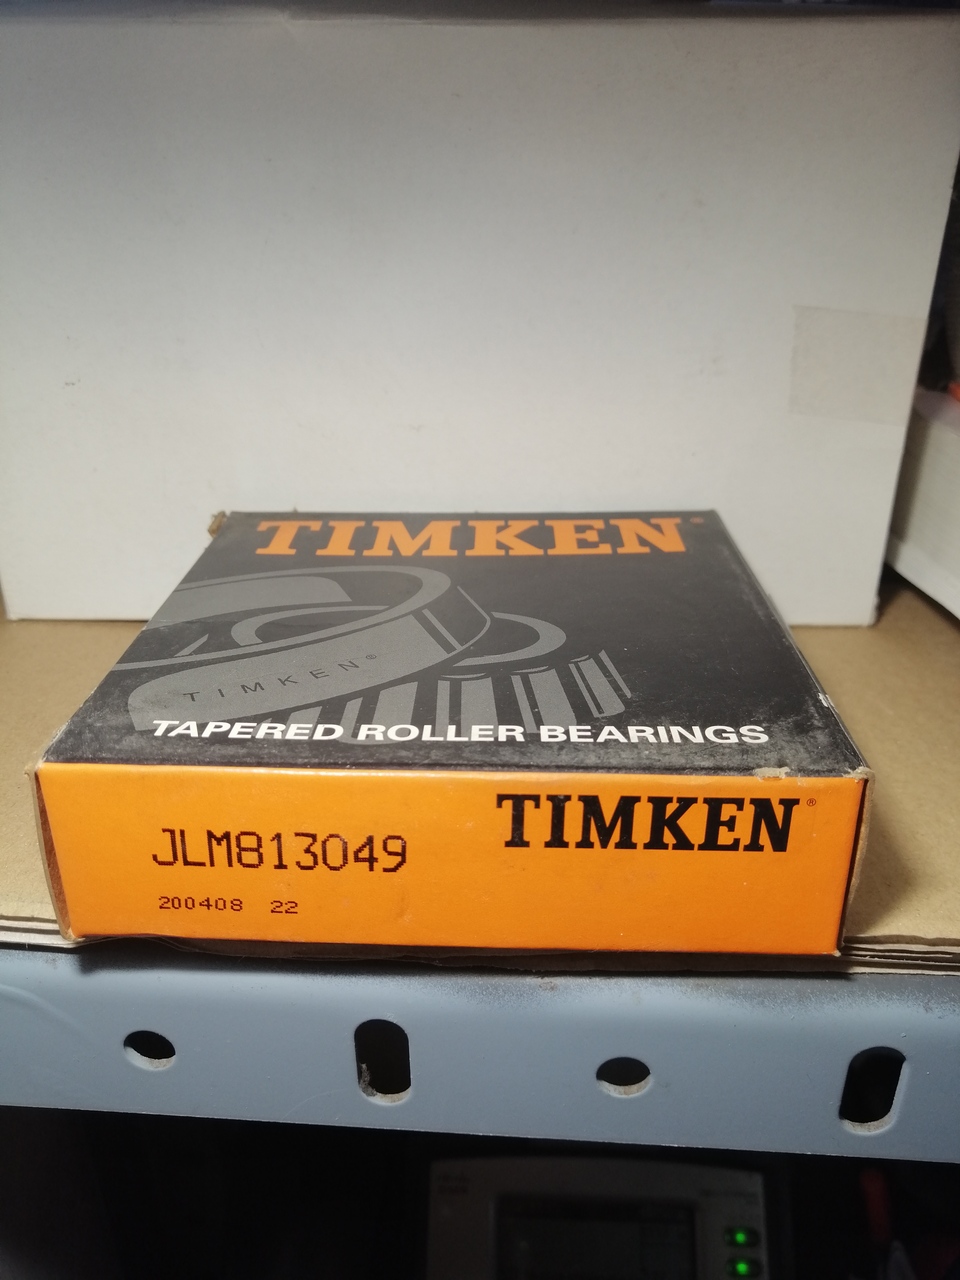 TIMKEN®
TIMKEN®
TAPERED ROLLER BEARINGS
TIMKEN®
JLM813049
200408 22